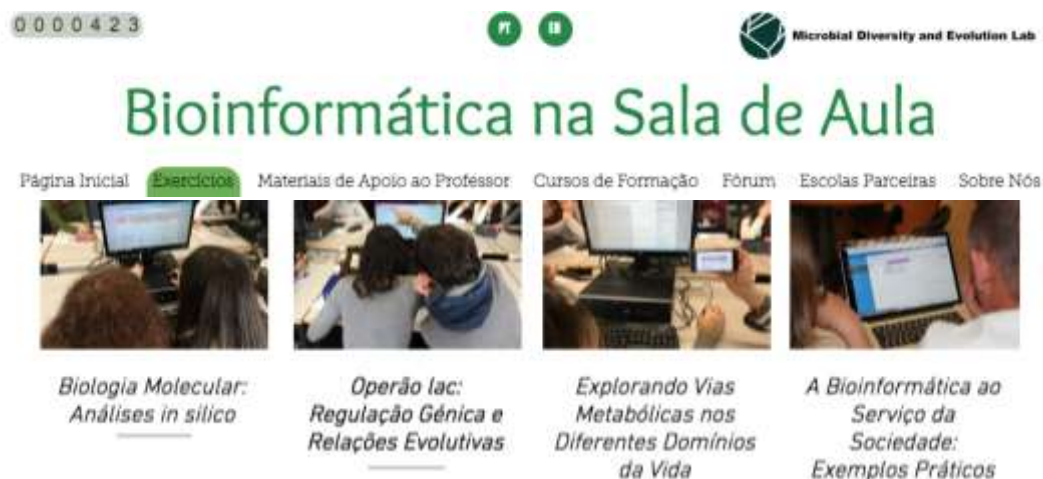 0000423
PT EN
Microbial Diversity and Evolution Lab
Bioinformática na Sala de Aula
Página Inicial Exercícios Materiais de Apoio ao Professor Cursos de Formação Fórum Escolas Parceiras Sobre Nós
Biologia Molecular:
Análises in silico
Operão lac:
Regulação Génica e
Relações Evolutivas
Explorando Vias
Metabólicas nos
Diferentes Domínios
da Vida
A Bioinformática ao
Serviço da
Sociedade:
Exemplos Práticos